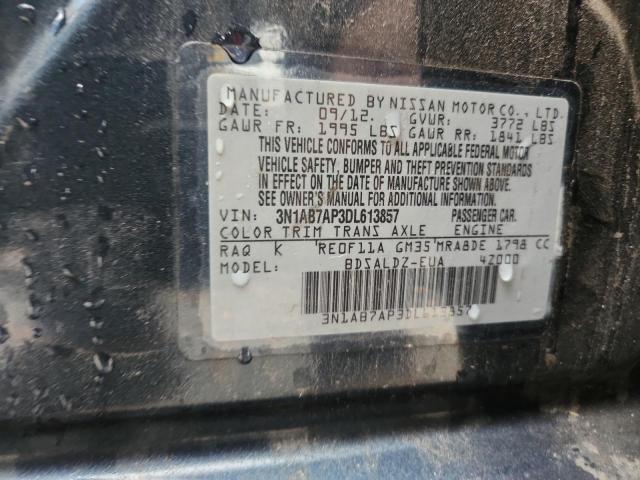 MANUFACTURED BY NISSAN MOTOR CO., LTD.
DATE: 09/12. GVWR: 3772 LBS
GAWR FR: 1995 LBS GAWR RR: 1841 LBS
THIS VEHICLE CONFORMS TO ALL APPLICABLE FEDERAL MOTOR
VEHICLE SAFETY, BUMPER AND THEFT PREVENTION STANDARDS
IN EFFECT ON THE DATE OF MANUFACTURE SHOWN ABOVE.
SEE OWNER'S MANUAL FOR ADDITIONAL INFORMATION.
VIN: 3N1AB7AP3DL613857 PASSENGER CAR.
COLOR TRIM TRANS AXLE ENGINE
RAQ K RE0F11A GM35 MRA8DE 1798 CC
MODEL: BDSALDZ-EUA 4Z000
3N1AB7AP3DL613857